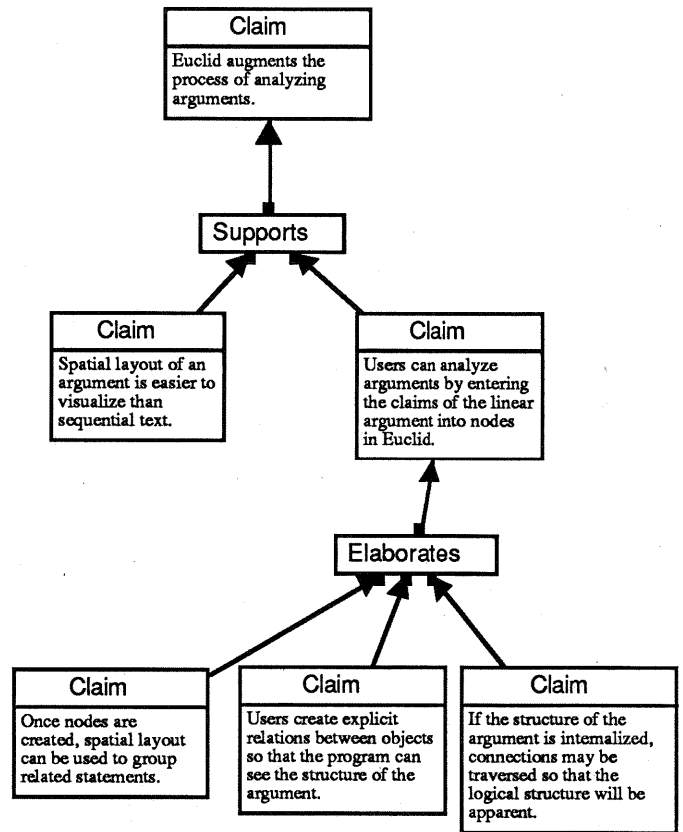 Claim
Euclid augments the
process of analyzing
arguments.
Supports
Claim
Spatial layout of an
argument is easier to
visualize than
sequential text.
Claim
Users can analyze
arguments by entering
the claims of the linear
argument into nodes
in Euclid.
Elaborates
Claim
Once nodes are
created, spatial layout
can be used to group
related statements.
Claim
Users create explicit
relations between objects
so that the program can
see the structure of the
argument.
Claim
If the structure of the
argument is internalized,
connections may be
traversed so that the
logical structure will be
apparent.